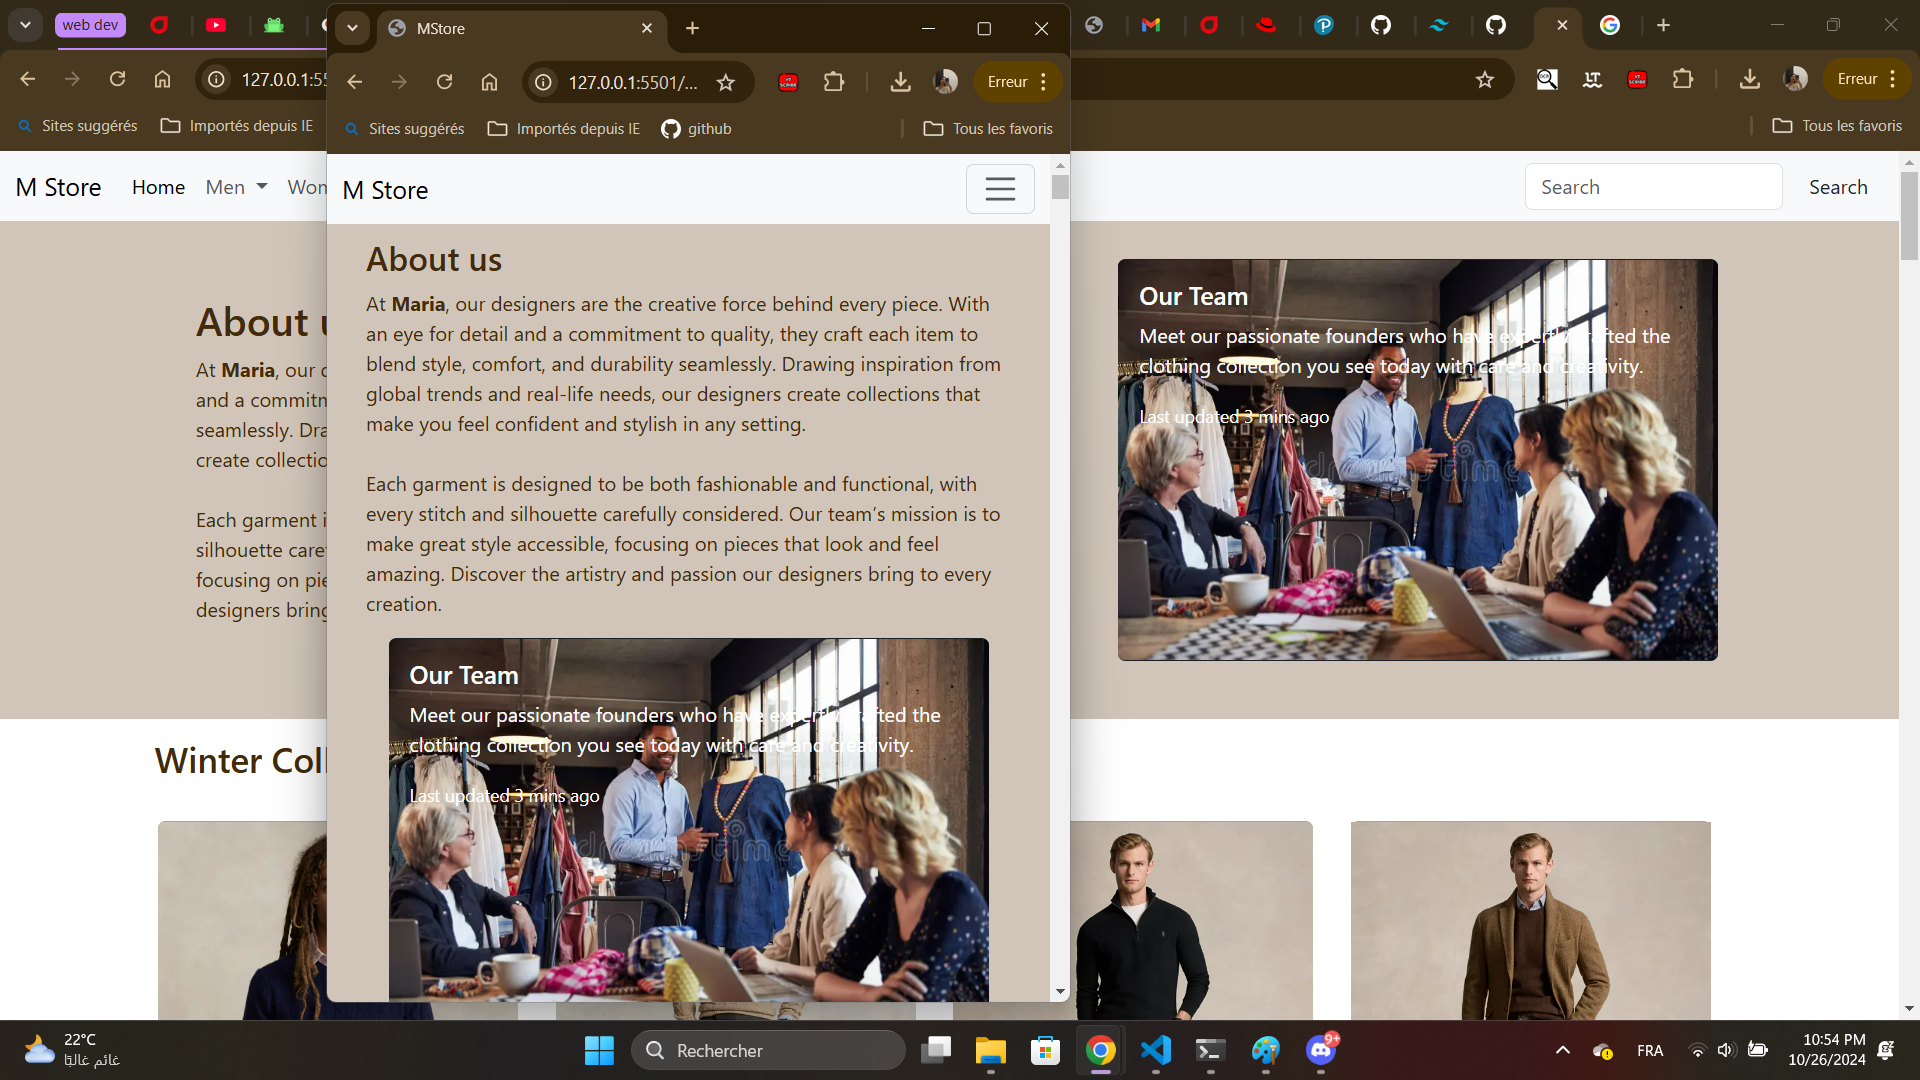 web dev
MStore
127.0.0.1:55
127.0.0.1:5501/...
Erreur
Erreur
Sites suggérés
Importés depuis IE
Sites suggérés
Importés depuis IE
github
Tous les favoris
Tous les favoris
M Store
Home
Men
Wom
M Store
Search
Search
About u
At Maria, our d
and a commitm
seamlessly. Dra
create collectio
Each garment i
silhouette care
focusing on pie
designers bring
About us
At Maria, our designers are the creative force behind every piece. With
an eye for detail and a commitment to quality, they craft each item to
blend style, comfort, and durability seamlessly. Drawing inspiration from
global trends and real-life needs, our designers create collections that
make you feel confident and stylish in any setting.
Each garment is designed to be both fashionable and functional, with
every stitch and silhouette carefully considered. Our team's mission is to
make great style accessible, focusing on pieces that look and feel
amazing. Discover the artistry and passion our designers bring to every
creation.
Our Team
Meet our passionate founders who have expertly crafted the
clothing collection you see today with care and creativity.
Last updated 3 mins ago
Our Team
Meet our passionate founders who have expertly crafted the
clothing collection you see today with care and creativity.
Last updated 3 mins ago
dreamstime
dreamstime
Winter Coll
22°C
غائم غالبًا
Rechercher
9+
FRA
10:54 PM
10/26/2024